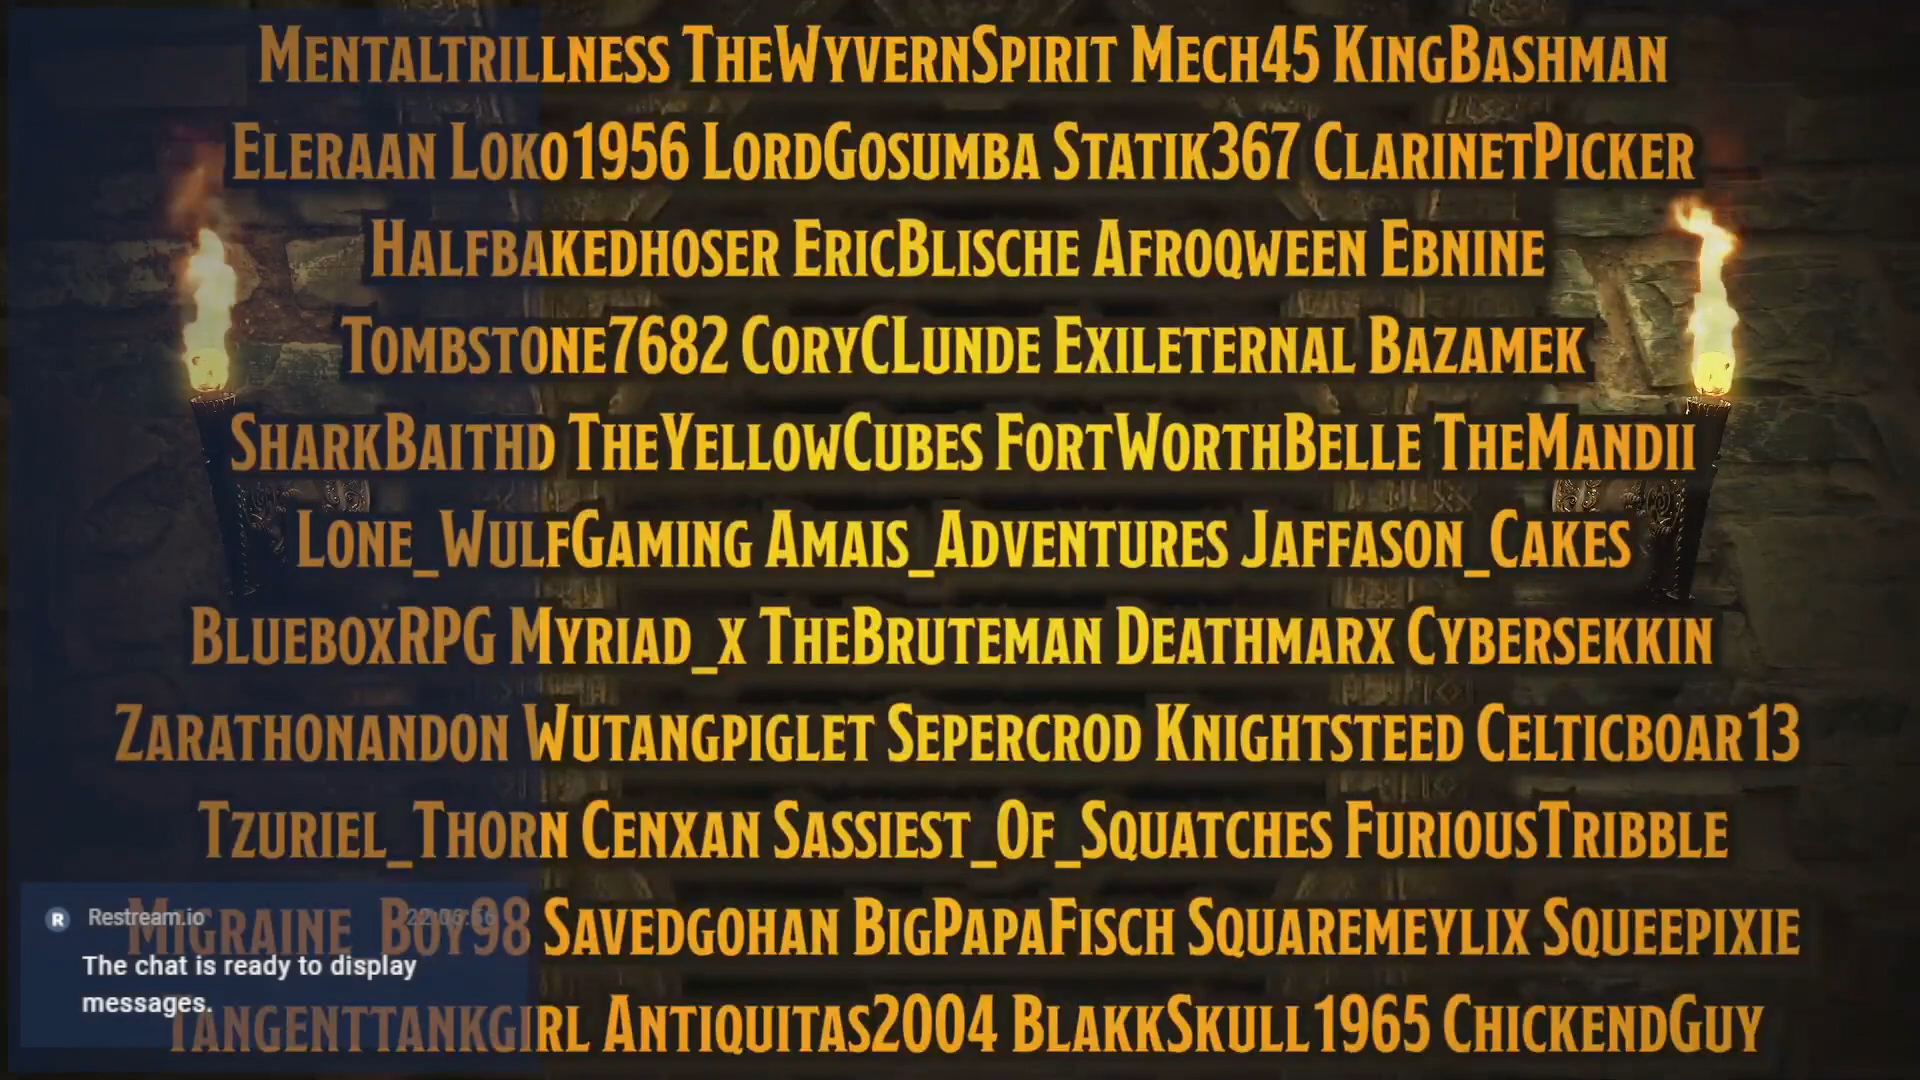 MENTALTRILLNESS THEWYVERNSPIRIT MECH45 KINGBASHMAN
ELERAAN LOKO1956 LORDGOSUMBA STATIK367 CLARINETPICKER
HALFBAKEDHOSER ERICBLISCHE AFROQWEEN EBNINE
TOMBSTONE7682 CORYCLUNDE EXILETERNAL BAZAMEK
SHARKBAITHD THEYELLOWCUBES FORTWORTHBELLE THEMANDII
LONE_WULFGAMING AMAIS_ADVENTURES JAFFASON_CAKES
BLUEBOXRPG MYRIAD_X THEBRUTEMAN DEATHMARX CYBERSEKKIN
ZARATHONANDON WUTANGPIGLET SEPERCROD KNIGHTSTEED CELTICBOAR13
TZURIEL_THORN CENXAN SASSIEST_OF_SQUATCHES FURIOUSTRIBBLE
MIGRAINE_BOY98 SAVEDGOHAN BIGPAPAFISCH SQUAREMEYLIX SQUEEPIXIE
TANGENTTANKGIRL ANTIQUITAS2004 BLAKKSKULL1965 CHICKENDGUY
R Restream.io
The chat is ready to display
messages.